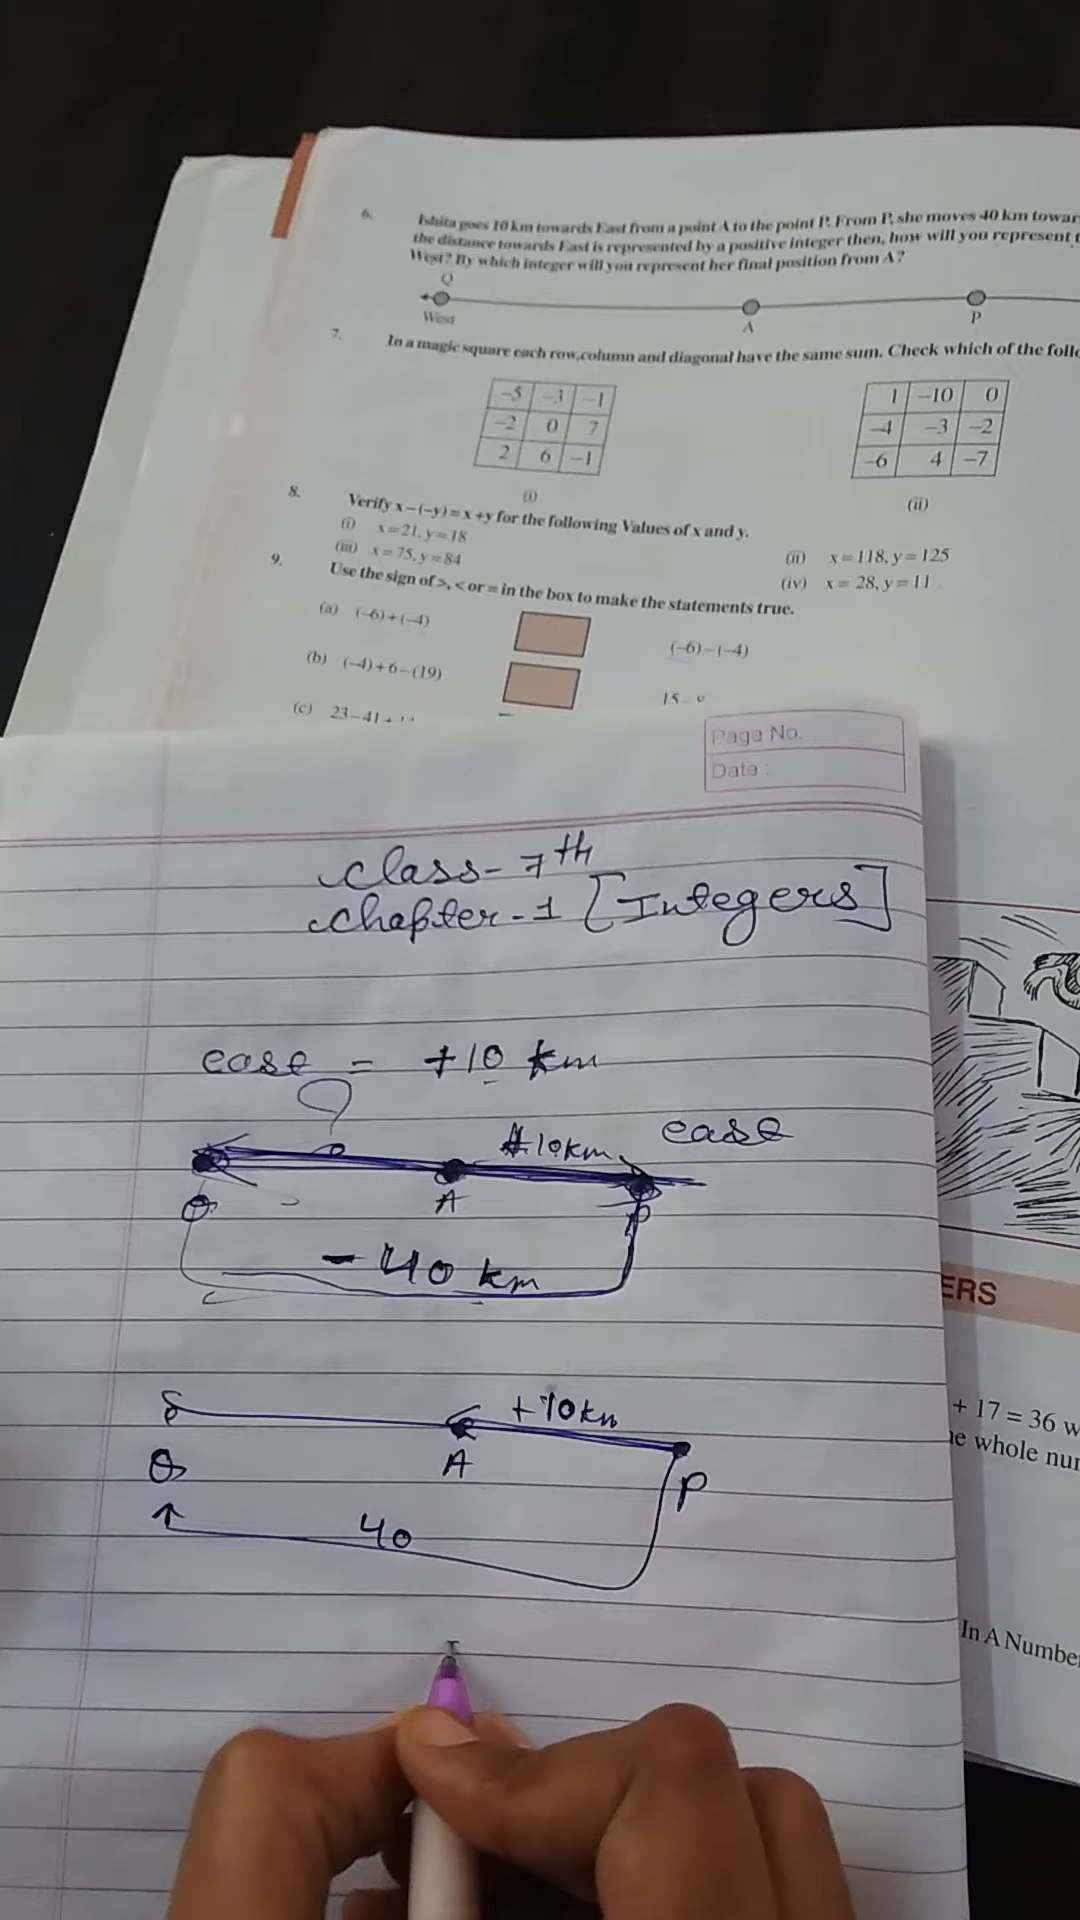 6. Ishita goes 10 km towards East from a point A to the point P. From P, she moves 40 km towar
the distance towards East is represented by a positive integer then, how will you represent t
West? By which integer will you represent her final position from A?
Q
West
A
P
7. In a magic square each row,column and diagonal have the same sum. Check which of the follo
-5 -3 -1
-2 0 7
2 6 -1
(i)
1 -10 0
-4 -3 -2
-6 4 -7
(ii)
8. Verify x-(-y)=x+y for the following Values of x and y.
(i) x=21, y=18
(ii) x=118, y=125
(iii) x=75, y=84
(iv) x= 28, y=11
9. Use the sign of >, < or = in the box to make the statements true.
(a) (-6)+(-4) (-6)-(-4)
(b) (-4)+6-(19) 15-
(c) 23-41+
Page No.
Date :
class- 7th
chapter-1 [Integers]
east = +10 km
10km east
A
P
- 40 km
+10km
A
P
40
ERS
+ 17 = 36 w
e whole nur
In A Number